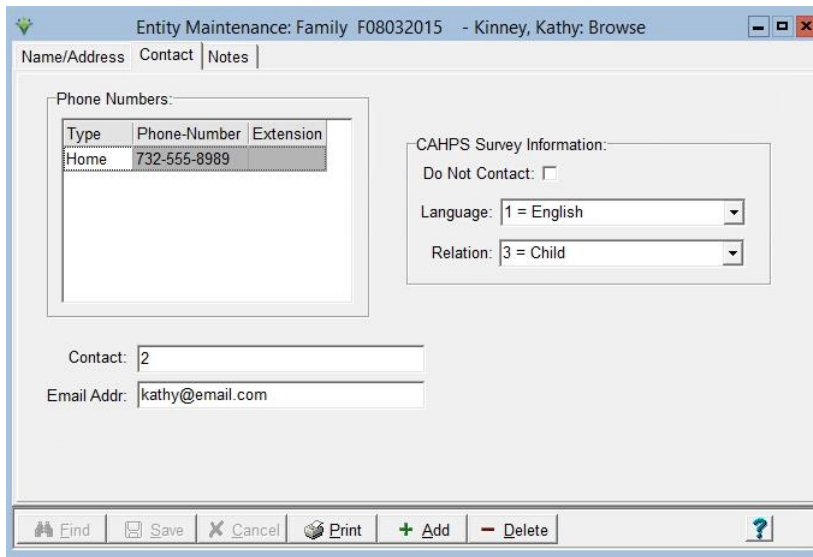 Entity Maintenance: Family F08032015 - Kinney, Kathy: Browse
Name/Address Contact Notes
Phone Numbers:
Type Phone-Number Extension
Home 732-555-8989
CAHPS Survey Information:
Do Not Contact:
Language: 1 = English
Relation: 3 = Child
Contact: 2
Email Addr: kathy@email.com
Find Save Cancel Print Add Delete ?